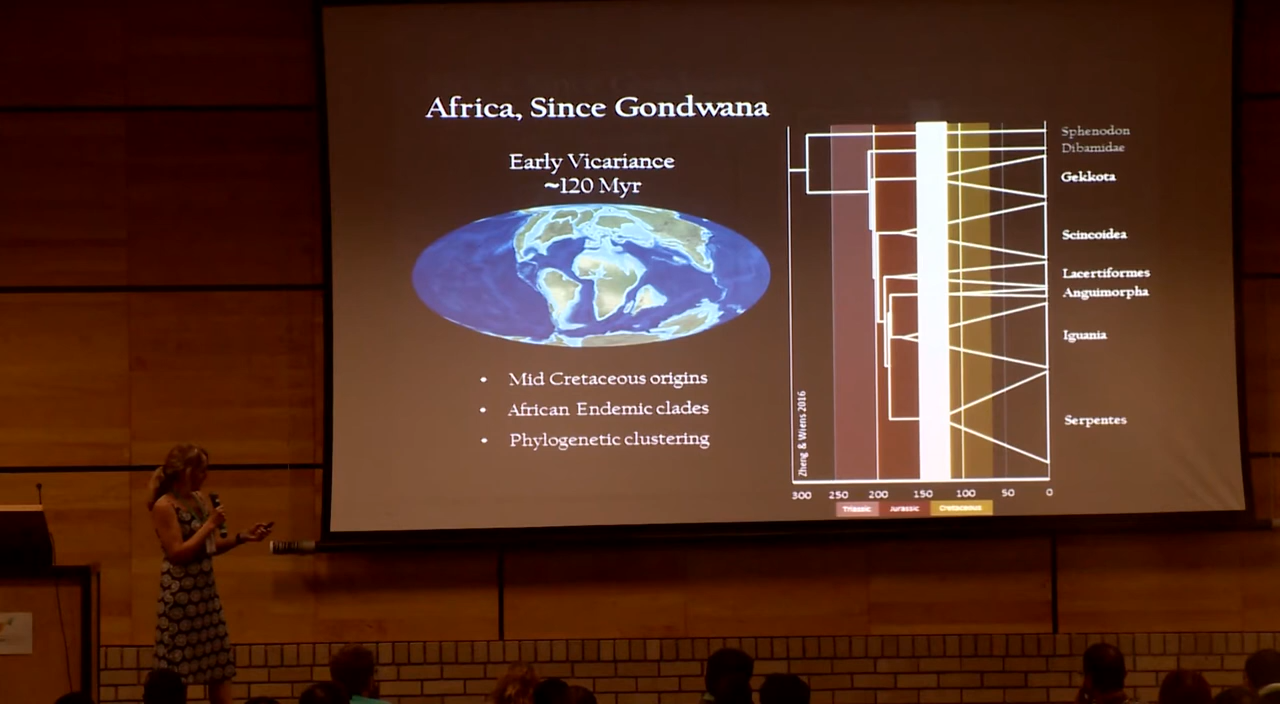 Africa, Since Gondwana
Early Vicariance
~120 Myr
• Mid Cretaceous origins
• African Endemic clades
• Phylogenetic clustering
Sphenodon
Dibamidae
Gekkota
Scincoidea
Lacertiformes
Anguimorpha
Iguania
Serpentes
Zheng & Wiens 2016
300 250 200 150 100 50 0
Triassic Jurassic Cretaceous